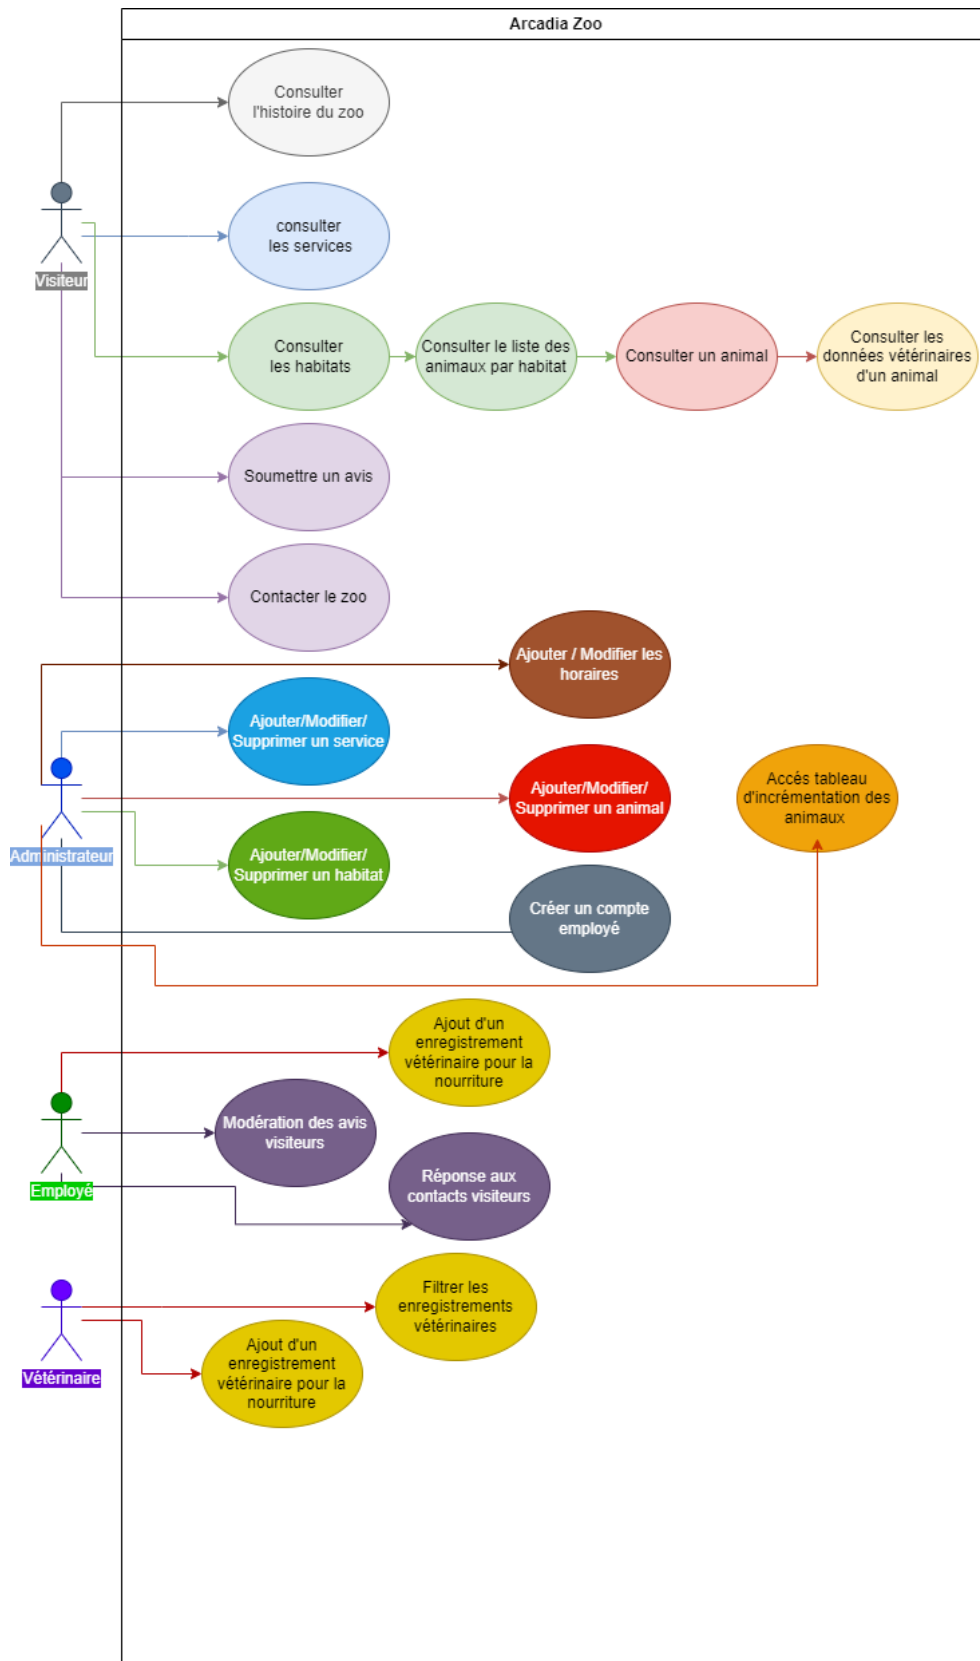 Arcadia Zoo
Consulter
l'histoire du zoo
Visiteur
consulter
les services
Consulter
les habitats
Consulter le liste des
animaux par habitat
Consulter un animal
Consulter les
données vétérinaires
d'un animal
Soumettre un avis
Contacter le zoo
Ajouter / Modifier les
horaires
Ajouter/Modifier/
Supprimer un service
Administrateur
Ajouter/Modifier/
Supprimer un animal
Accés tableau
d'incrémentation des
animaux
Ajouter/Modifier/
Supprimer un habitat
Créer un compte
employé
Ajout d'un
enregistrement
vétérinaire pour la
nourriture
Employé
Modération des avis
visiteurs
Réponse aux
contacts visiteurs
Vétérinaire
Filtrer les
enregistrements
vétérinaires
Ajout d'un
enregistrement
vétérinaire pour la
nourriture